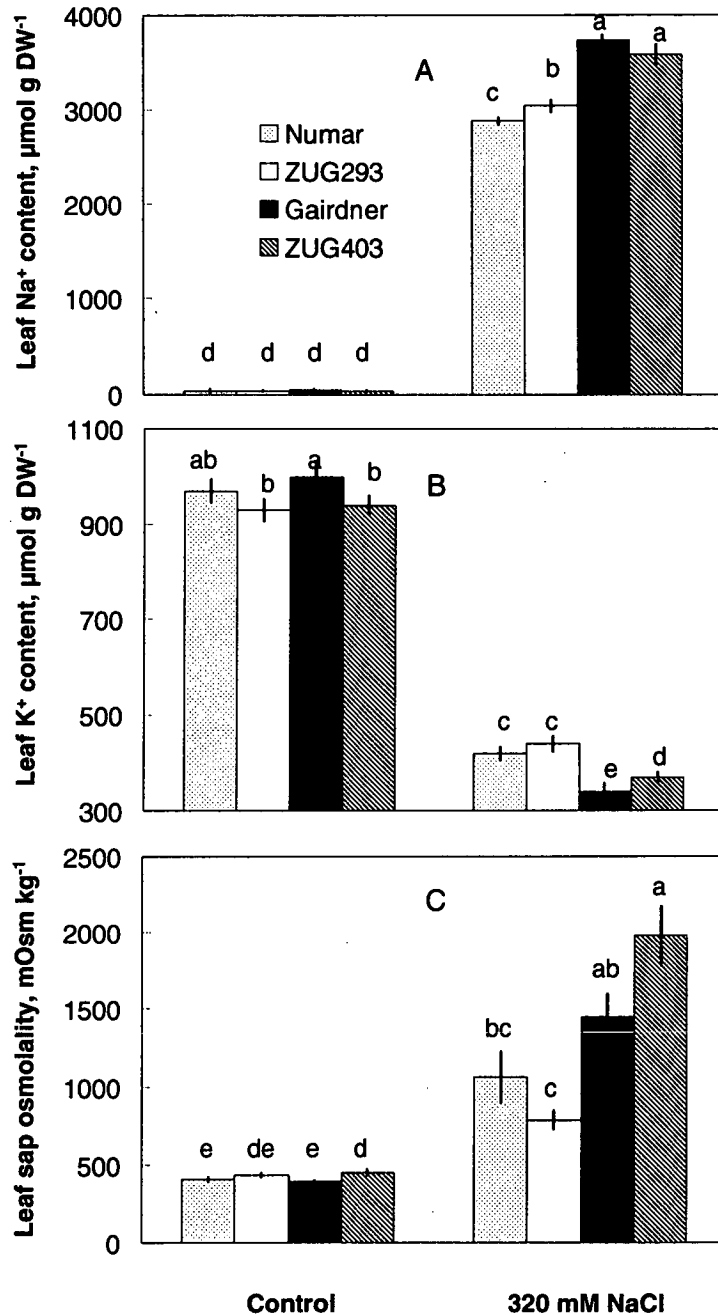 Leaf Na⁺ content, µmol g DW⁻¹
4000
3000
2000
1000
0
A
Numar
ZUG293
Gairdner
ZUG403
d d d d
c b a a
Leaf K⁺ content, µmol g DW⁻¹
1100
900
700
500
300
B
ab b a b
c c e d
Leaf sap osmolality, mOsm kg⁻¹
2500
2000
1500
1000
500
0
C
e de e d
bc c ab a
Control 320 mM NaCl